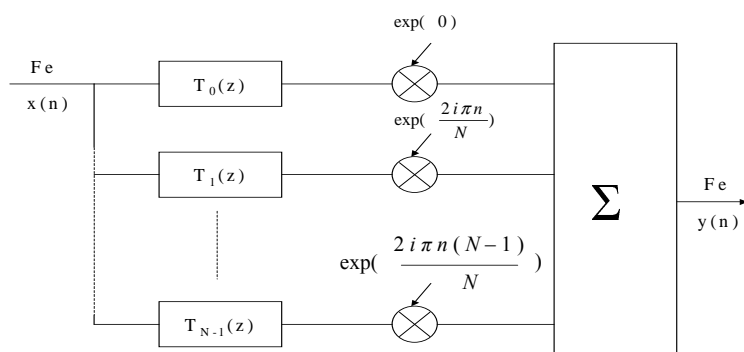 exp( 0)
Fe
x(n)
T0(z)
exp( 2iπn/N)
T1(z)
Σ
Fe
y(n)
exp( 2iπn(N−1)/N )
TN-1(z)